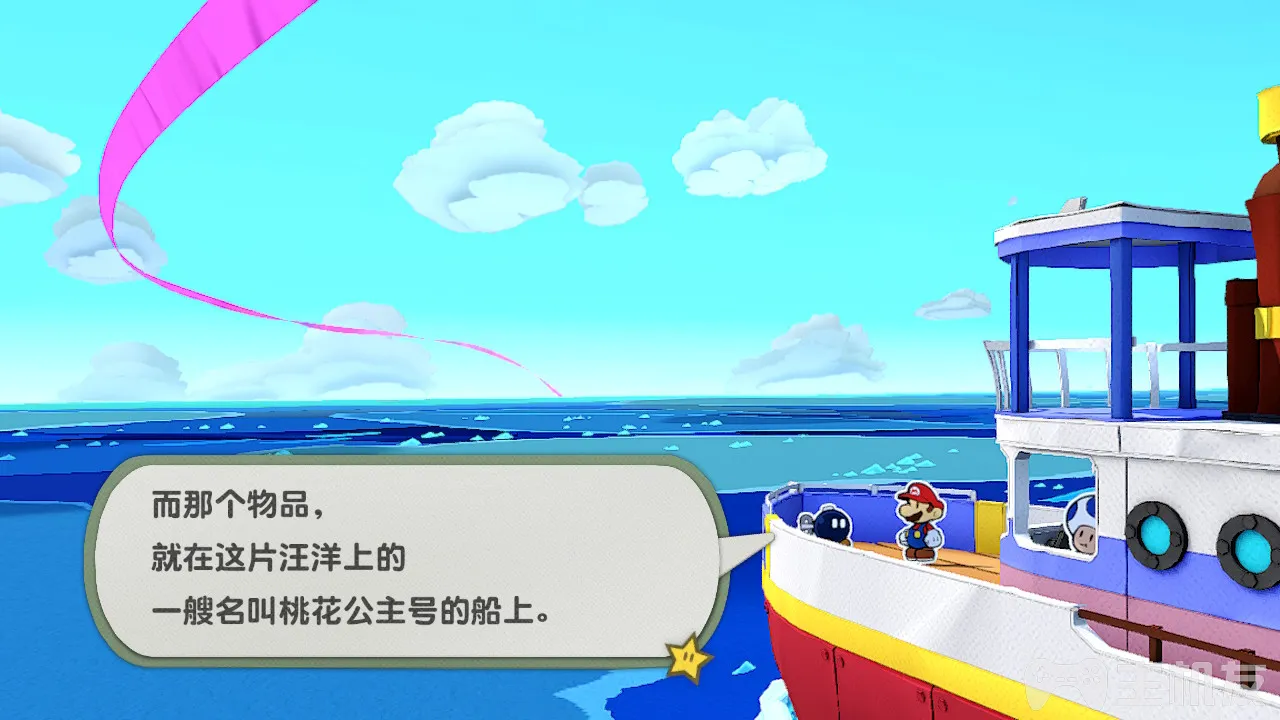 而那个物品，
就在这片汪洋上的
一艘名叫桃花公主号的船上。